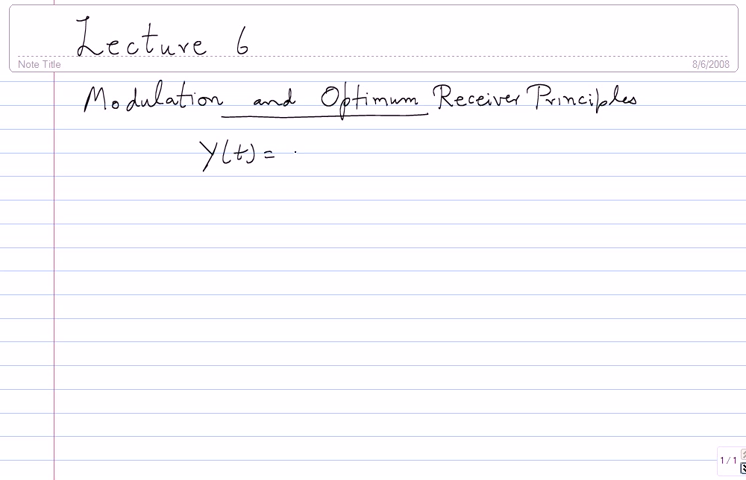 Lecture 6
Note Title
8/6/2008
Modulation and Optimum Receiver Principles
Y(t) =
1 / 1